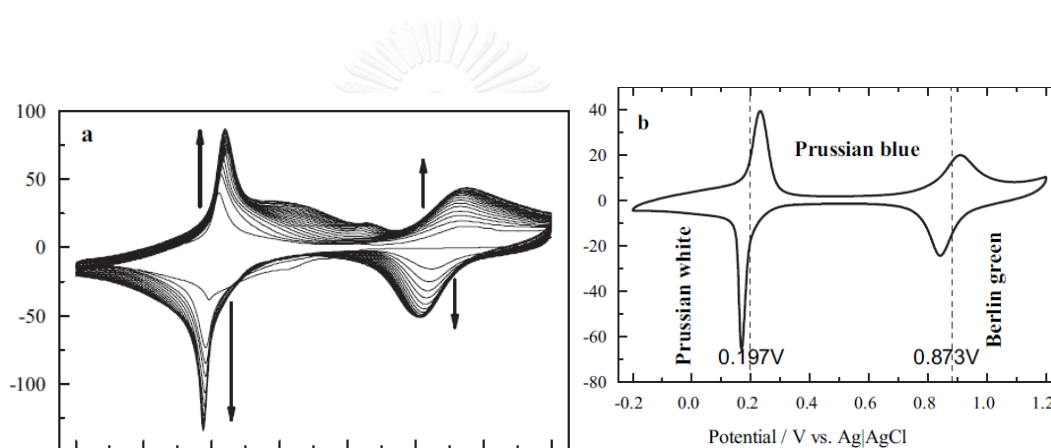 100
a
50
0
-50
-100
40
b
20
Prussian blue
0
-20
-40
-60
-80
Prussian white
0.197V
0.873V
Berlin green
-0.2 0.0 0.2 0.4 0.6 0.8 1.0 1.2
Potential / V vs. Ag|AgCl